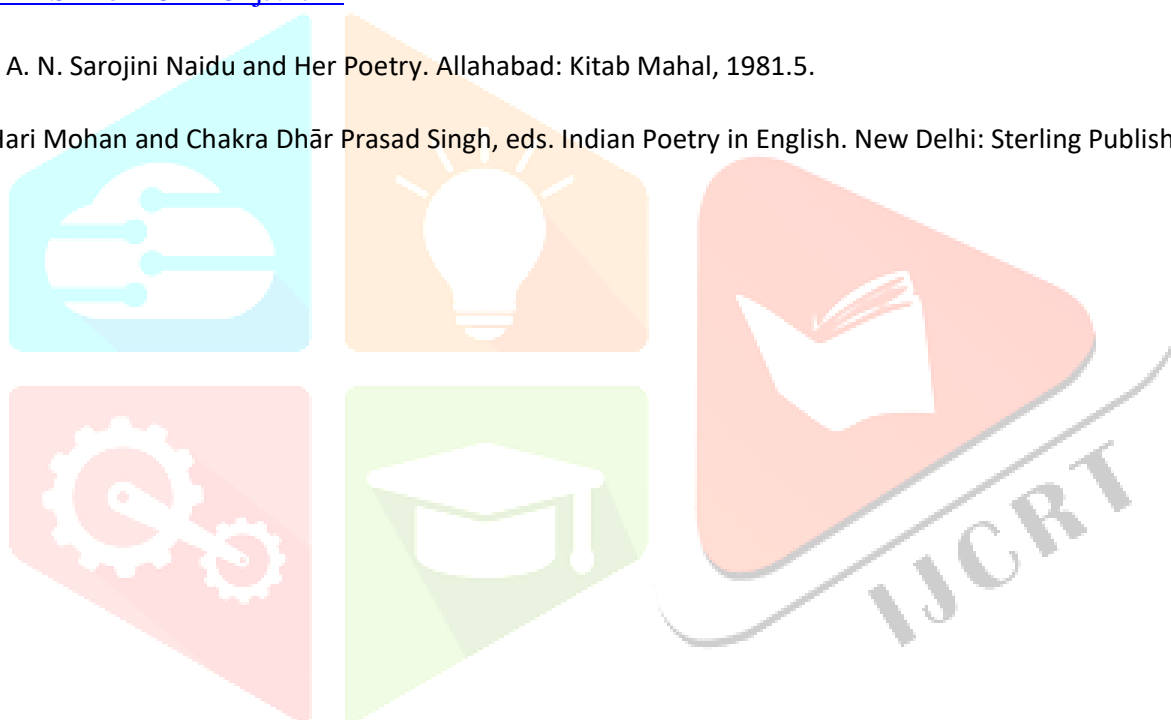 A. N. Sarojini Naidu and Her Poetry. Allahabad: Kitab Mahal, 1981.5.
Hari Mohan and Chakra Dhār Prasad Singh, eds. Indian Poetry in English. New Delhi: Sterling Publish
IJCRT